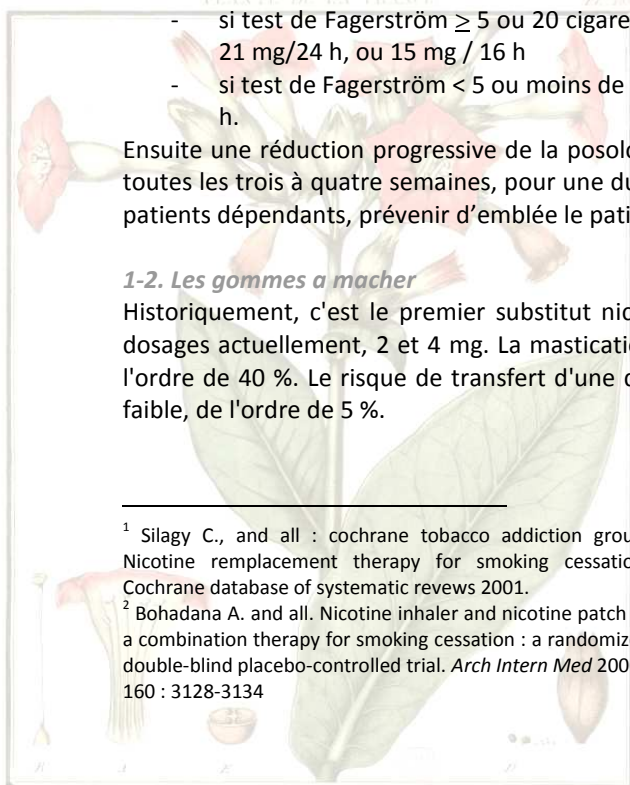 - si test de Fagerström ≥ 5 ou 20 cigare
21 mg/24 h, ou 15 mg / 16 h
- si test de Fagerström < 5 ou moins de
h.
Ensuite une réduction progressive de la posolo
toutes les trois à quatre semaines, pour une du
patients dépendants, prévenir d’emblée le pati
1-2. Les gommes a macher
Historiquement, c'est le premier substitut nic
dosages actuellement, 2 et 4 mg. La masticati
l'ordre de 40 %. Le risque de transfert d'une d
faible, de l'ordre de 5 %.
1 Silagy C., and all : cochrane tobacco addiction grou
Nicotine remplacement therapy for smoking cessatio
Cochrane database of systematic revews 2001.
2 Bohadana A. and all. Nicotine inhaler and nicotine patch
a combination therapy for smoking cessation : a randomiz
double-blind placebo-controlled trial. Arch Intern Med 200
160 : 3128-3134